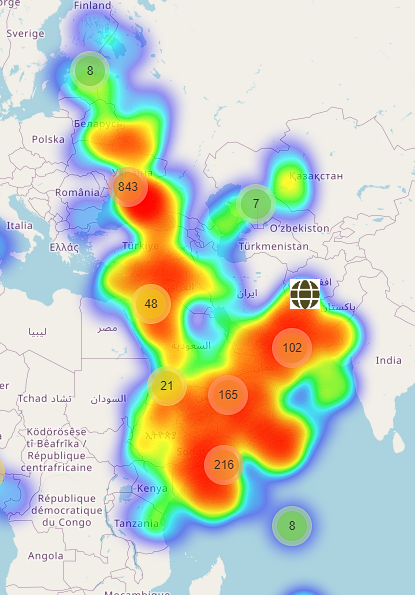 Finland
Sverige
8
Беларусь
Polska
843
România
Қазақстан
7
Italia
Ελλάς
Türkiye
O'zbekiston
Türkmenistan
ایران
48
پاکستان
ليبيا
مصر
السعودية
102
India
21
165
Tchad تشاد
السودان
Ködörösêse
tî Bêafrîka /
République
centrafricaine
216
Kenya
République
démocratique
du Congo
Tanzania
8
Angola